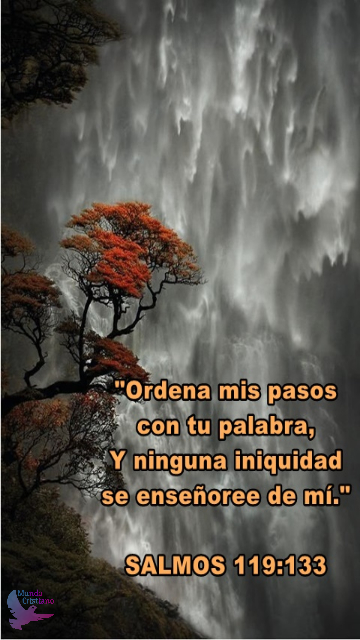 "Ordena mis pasos
con tu palabra,
Y ninguna iniquidad
se enseñoree de mí."
SALMOS 119:133
Mundo
Cristiano